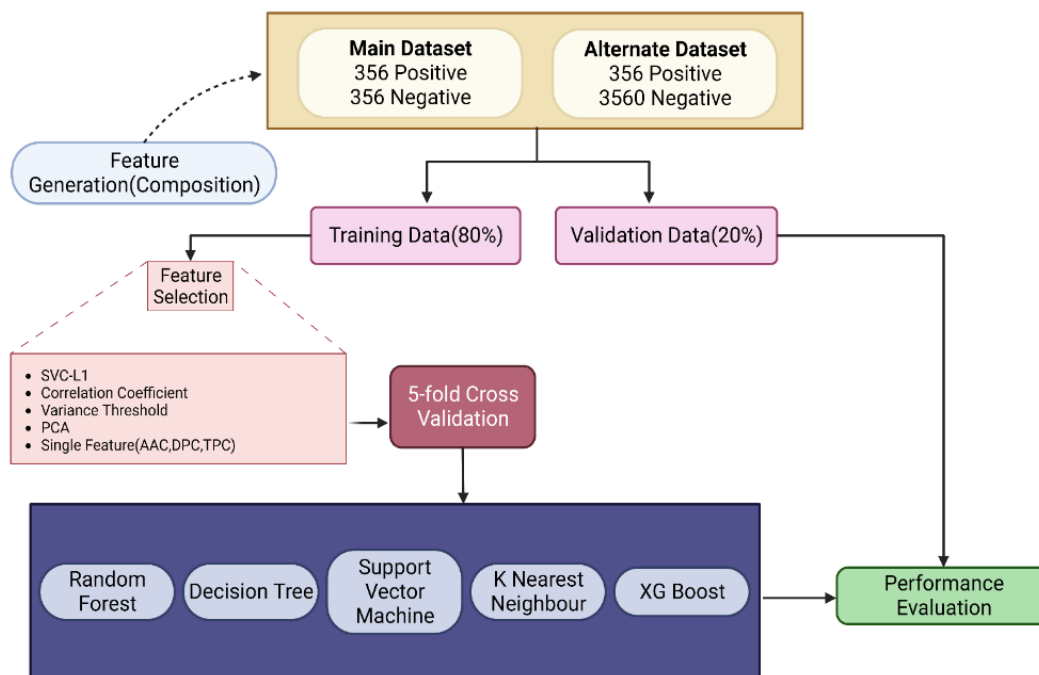 Main Dataset
356 Positive
356 Negative
Alternate Dataset
356 Positive
3560 Negative
Feature
Generation(Composition)
Training Data(80%)
Validation Data(20%)
Feature
Selection
• SVC-L1
• Correlation Coefficient
• Variance Threshold
• PCA
• Single Feature(AAC,DPC,TPC)
5-fold Cross
Validation
Random
Forest
Decision Tree
Support
Vector
Machine
K Nearest
Neighbour
XG Boost
Performance
Evaluation